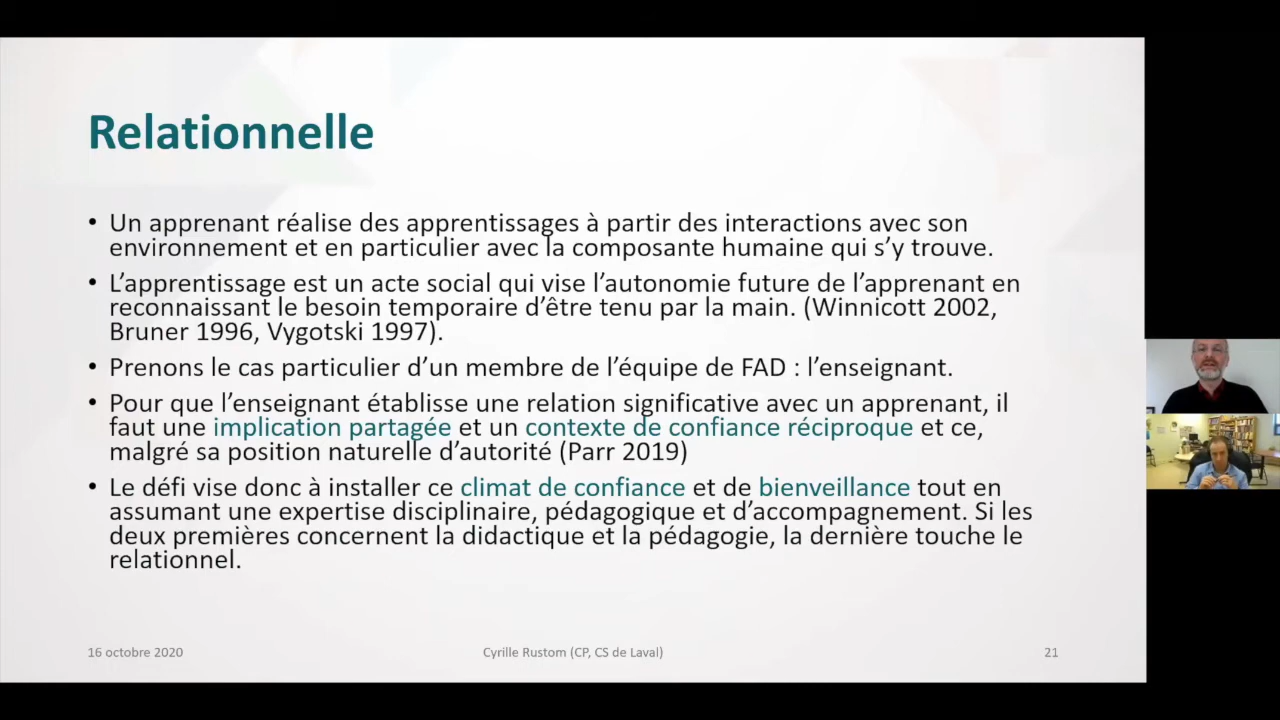 Relationnelle
• Un apprenant réalise des apprentissages à partir des interactions avec son
environnement et en particulier avec la composante humaine qui s’y trouve.
• L’apprentissage est un acte social qui vise l’autonomie future de l’apprenant en
reconnaissant le besoin temporaire d’être tenu par la main. (Winnicott 2002,
Bruner 1996, Vygotski 1997).
• Prenons le cas particulier d’un membre de l’équipe de FAD : l’enseignant.
• Pour que l’enseignant établisse une relation significative avec un apprenant, il
faut une implication partagée et un contexte de confiance réciproque et ce,
malgré sa position naturelle d’autorité (Parr 2019)
• Le défi vise donc à installer ce climat de confiance et de bienveillance tout en
assumant une expertise disciplinaire, pédagogique et d’accompagnement. Si les
deux premières concernent la didactique et la pédagogie, la dernière touche le
relationnel.
16 octobre 2020
Cyrille Rustom (CP, CS de Laval)
21